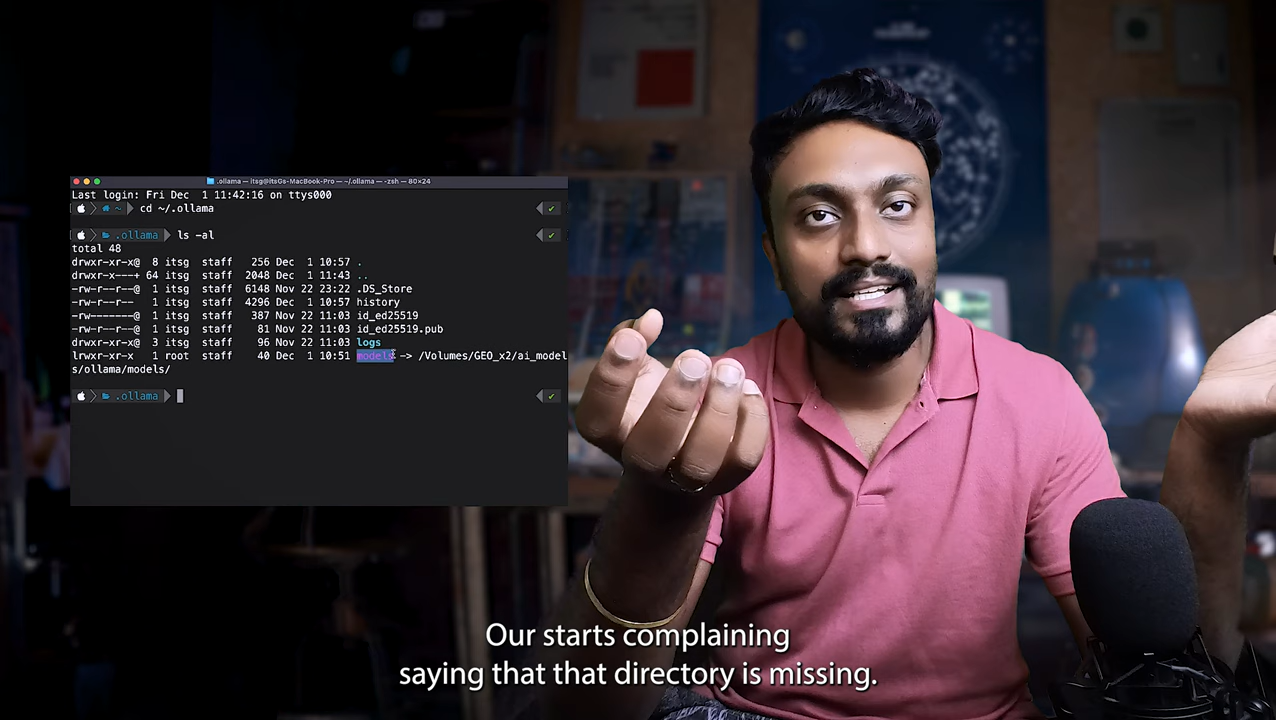 .ollama — itsg@itsGs-MacBook-Pro — ~/.ollama — -zsh — 80×24
Last login: Fri Dec  1 11:42:16 on ttys000
~ cd ~/.ollama ✔
.ollama ls -al ✔
total 48
drwxr-xr-x@  8 itsg  staff   256 Dec  1 10:57 .
drwxr-x---+ 64 itsg  staff  2048 Dec  1 11:43 ..
-rw-r--r--@  1 itsg  staff  6148 Nov 22 23:22 .DS_Store
-rw-r--r--   1 itsg  staff  4296 Dec  1 10:57 history
-rw-------@  1 itsg  staff   387 Nov 22 11:03 id_ed25519
-rw-r--r--@  1 itsg  staff    81 Nov 22 11:03 id_ed25519.pub
drwxr-xr-x@  3 itsg  staff    96 Nov 22 11:03 logs
lrwxr-xr-x   1 root  staff    40 Dec  1 10:51 models -> /Volumes/GEO_x2/ai_model
s/ollama/models/
.ollama ✔
Our starts complaining
saying that that directory is missing.